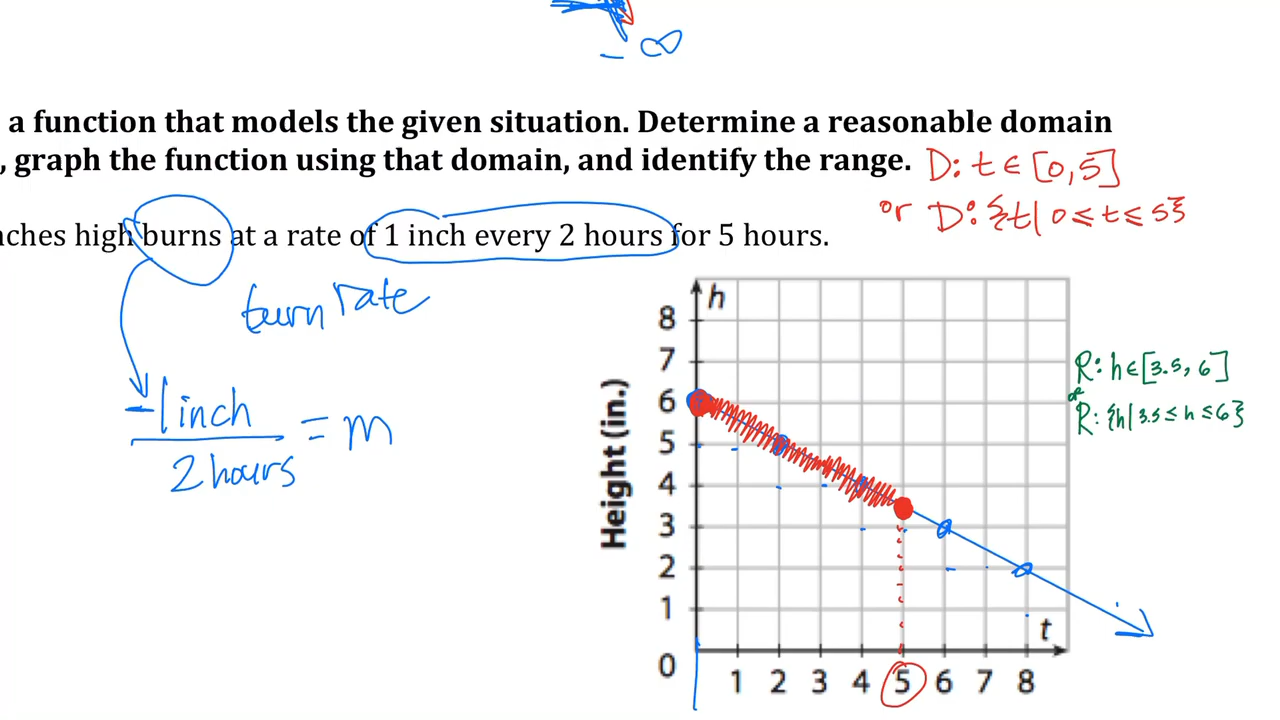 - ∞
a function that models the given situation. Determine a reasonable domain
, graph the function using that domain, and identify the range.
D: t ∈ [0, 5]
or D: {t | 0 ≤ t ≤ 5}
nches high burns at a rate of 1 inch every 2 hours for 5 hours.
burn rate
-1 inch
2 hours
= m
h
8
7
6
5
4
3
2
1
0
Height (in.)
1 2 3 4 5 6 7 8
t
R: h ∈ [3.5, 6]
or
R: {h | 3.5 ≤ h ≤ 6}